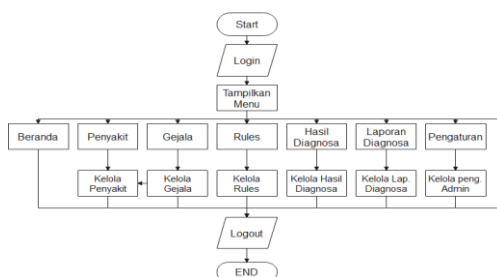 Start
Login
Tampilkan
Menu
Beranda
Penyakit
Gejala
Rules
Hasil
Diagnosa
Laporan
Diagnosa
Pengaturan
Kelola
Penyakit
Kelola
Gejala
Kelola
Rules
Kelola Hasil
Diagnosa
Kelola Lap.
Diagnosa
Kelola peng.
Admin
Logout
END